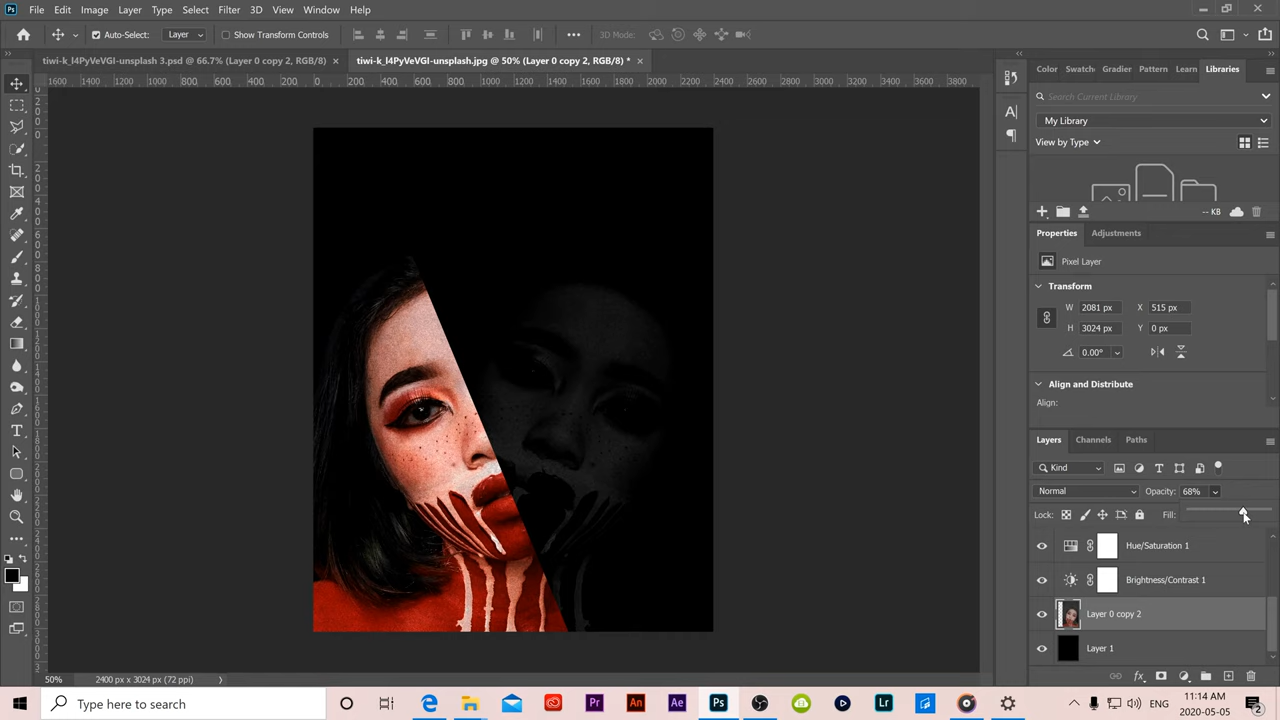 Ps File Edit Image Layer Type Select Filter 3D View Window Help
Auto-Select: Layer Show Transform Controls 3D Mode:
tiwi-k_l4PyVeVGI-unsplash 3.psd @ 66.7% (Layer 0 copy 2, RGB/8) × tiwi-k_l4PyVeVGI-unsplash.jpg @ 50% (Layer 0 copy 2, RGB/8) * ×
1600 1400 1200 1000 800 600 400 200 0 200 400 600 800 1000 1200 1400 1600 1800 2000 2200 2400 2600 2800 3000 3200 3400 3600 3800
Color Swatch Gradier Pattern Learn Libraries
Search Current Library
My Library
View by Type
-- KB
Properties Adjustments
Pixel Layer
Transform
W 2081 px X 515 px
H 3024 px Y 0 px
0.00°
Align and Distribute
Align:
Layers Channels Paths
Kind
Normal Opacity: 68%
Lock: Fill:
Hue/Saturation 1
Brightness/Contrast 1
Layer 0 copy 2
Layer 1
50% 2400 px x 3024 px (72 ppi)
Type here to search
Pr An Ae Ps Lr
ENG
11:14 AM
2020-05-05
2